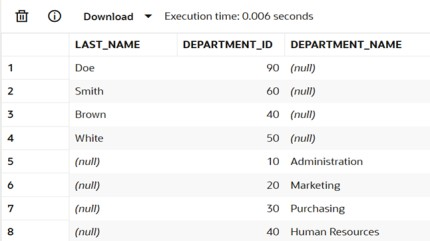 Download Execution time: 0.006 seconds
LAST_NAME DEPARTMENT_ID DEPARTMENT_NAME
1 Doe 90 (null)
2 Smith 60 (null)
3 Brown 40 (null)
4 White 50 (null)
5 (null) 10 Administration
6 (null) 20 Marketing
7 (null) 30 Purchasing
8 (null) 40 Human Resources